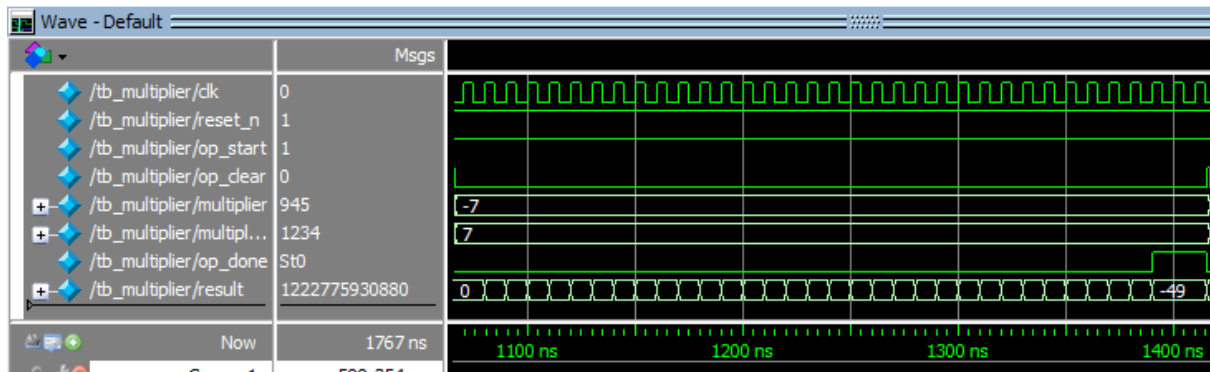 Wave - Default
Msgs
/tb_multiplier/clk 0
/tb_multiplier/reset_n 1
/tb_multiplier/op_start 1
/tb_multiplier/op_clear 0
/tb_multiplier/multiplier 945 -7
/tb_multiplier/multipl... 1234 7
/tb_multiplier/op_done St0
/tb_multiplier/result 1222775930880 0 -49
Now 1767 ns 1100 ns 1200 ns 1300 ns 1400 ns